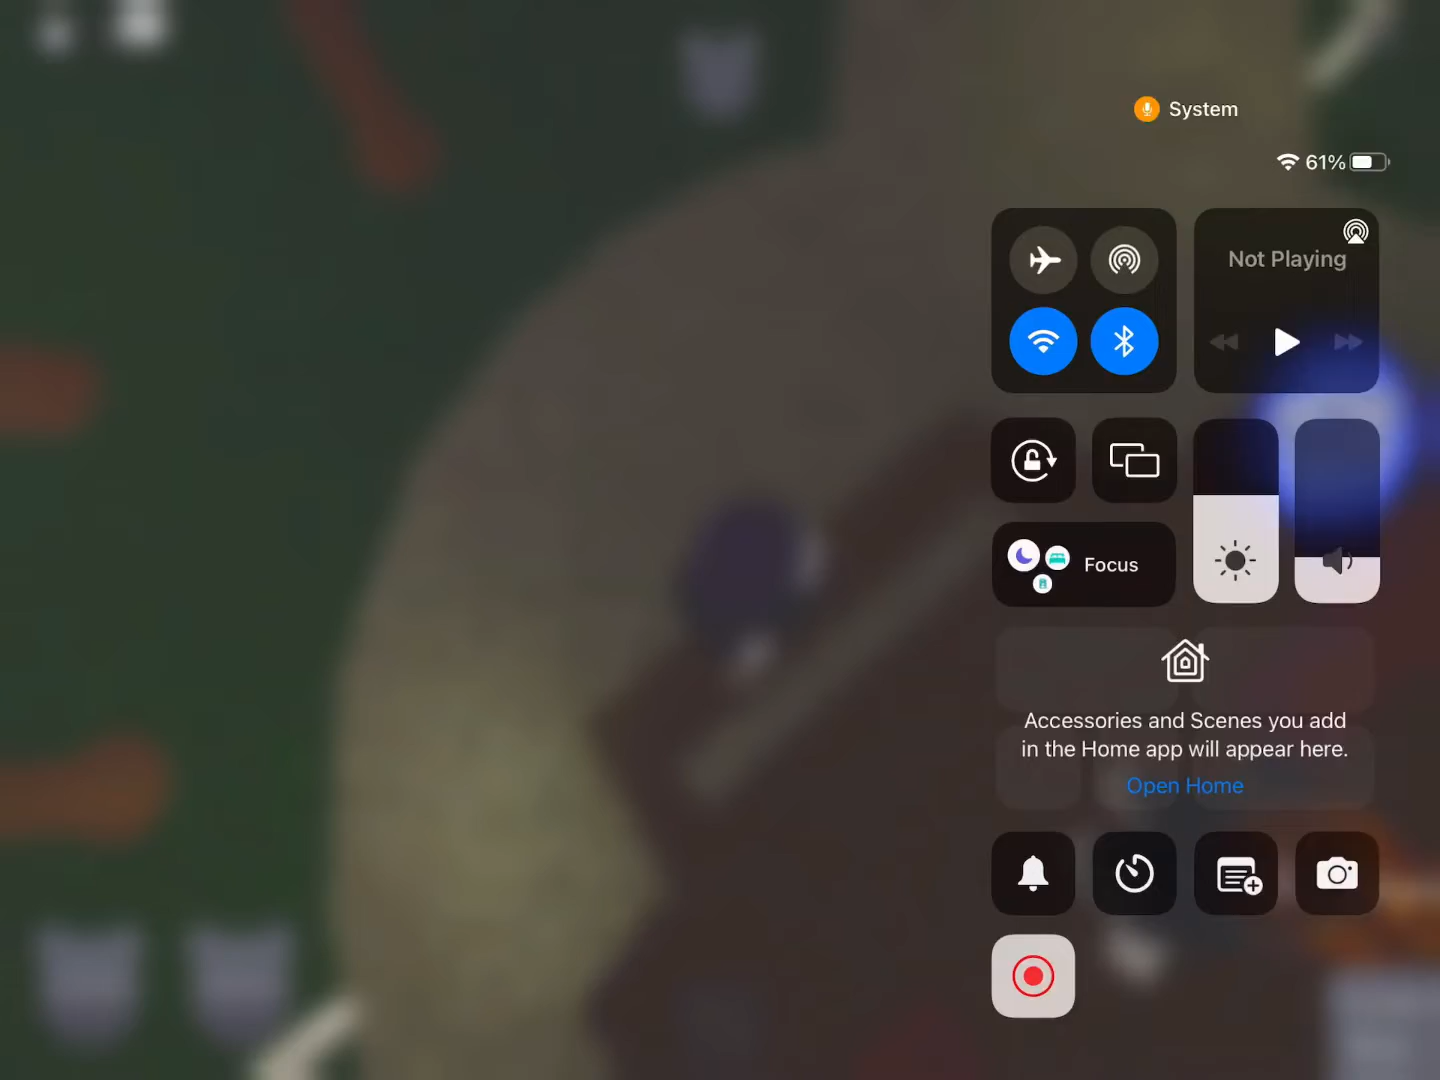 System
61%
Not Playing
Focus
Accessories and Scenes you add
in the Home app will appear here.
Open Home